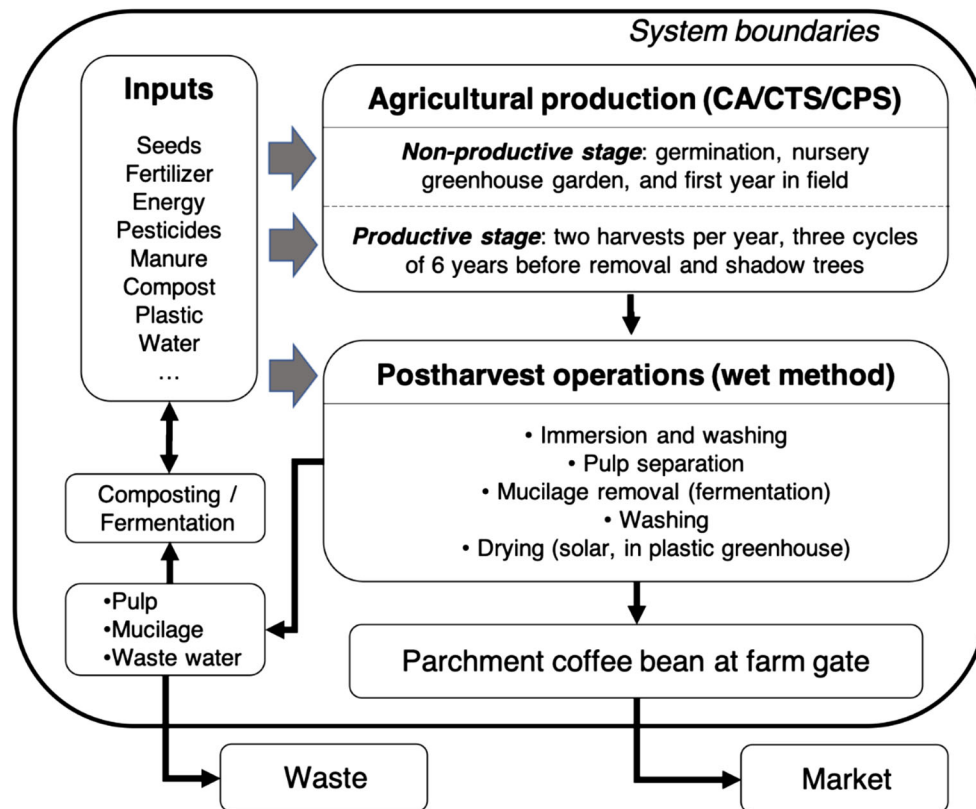 System boundaries
Inputs
Seeds
Fertilizer
Energy
Pesticides
Manure
Compost
Plastic
Water
...
Agricultural production (CA/CTS/CPS)
Non-productive stage: germination, nursery
greenhouse garden, and first year in field
Productive stage: two harvests per year, three cycles
of 6 years before removal and shadow trees
Postharvest operations (wet method)
• Immersion and washing
• Pulp separation
• Mucilage removal (fermentation)
• Washing
• Drying (solar, in plastic greenhouse)
Composting /
Fermentation
•Pulp
•Mucilage
•Waste water
Parchment coffee bean at farm gate
Waste
Market